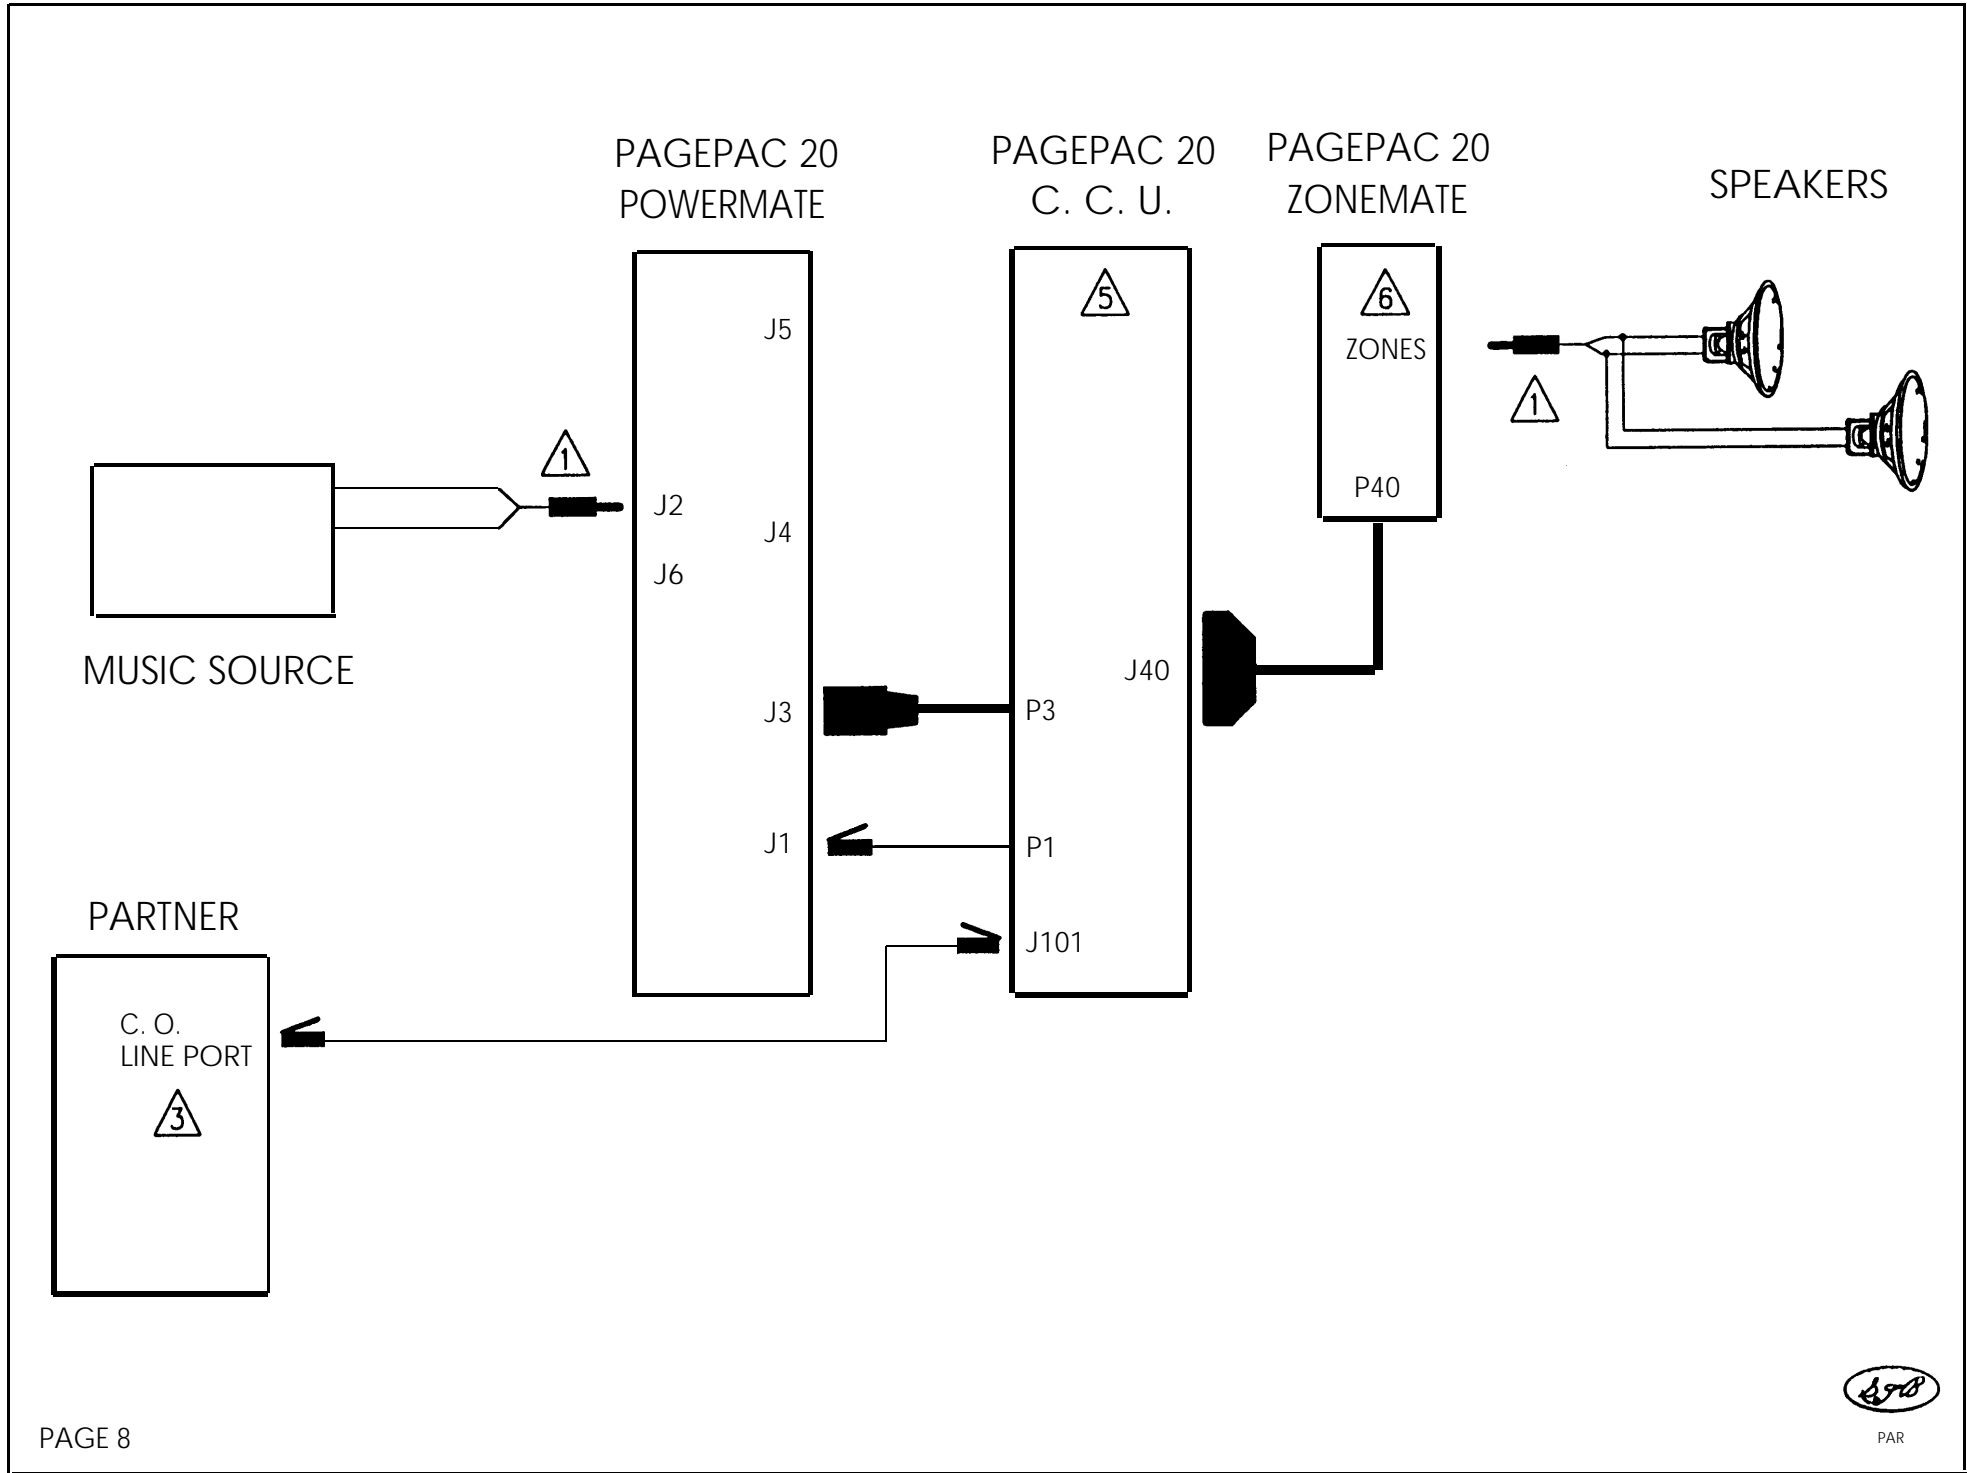 PAGEPAC 20
POWERMATE
PAGEPAC 20
C. C. U.
PAGEPAC 20
ZONEMATE
SPEAKERS
5
6
J5
ZONES
1
1
J2
J4
P40
J6
MUSIC SOURCE
J40
J3
P3
J1
P1
PARTNER
J101
C. O.
LINE PORT
3
PAGE 8
PAR